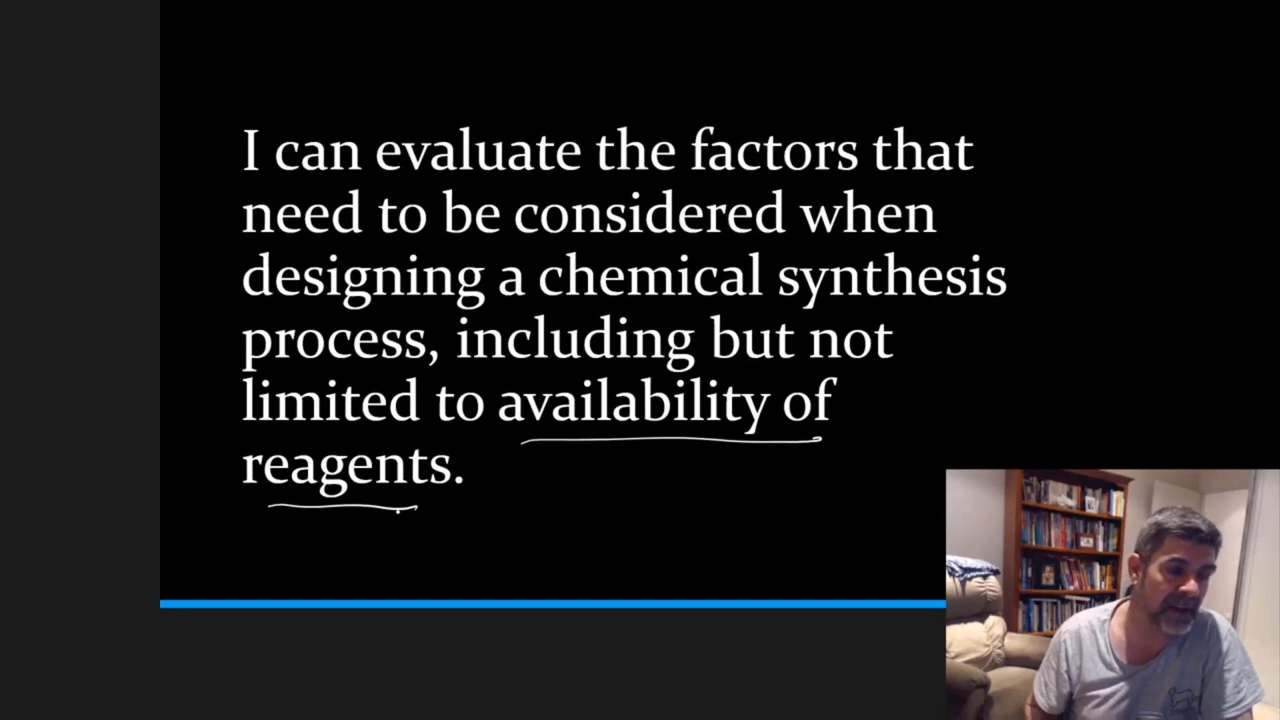 I can evaluate the factors that
need to be considered when
designing a chemical synthesis
process, including but not
limited to availability of
reagents.